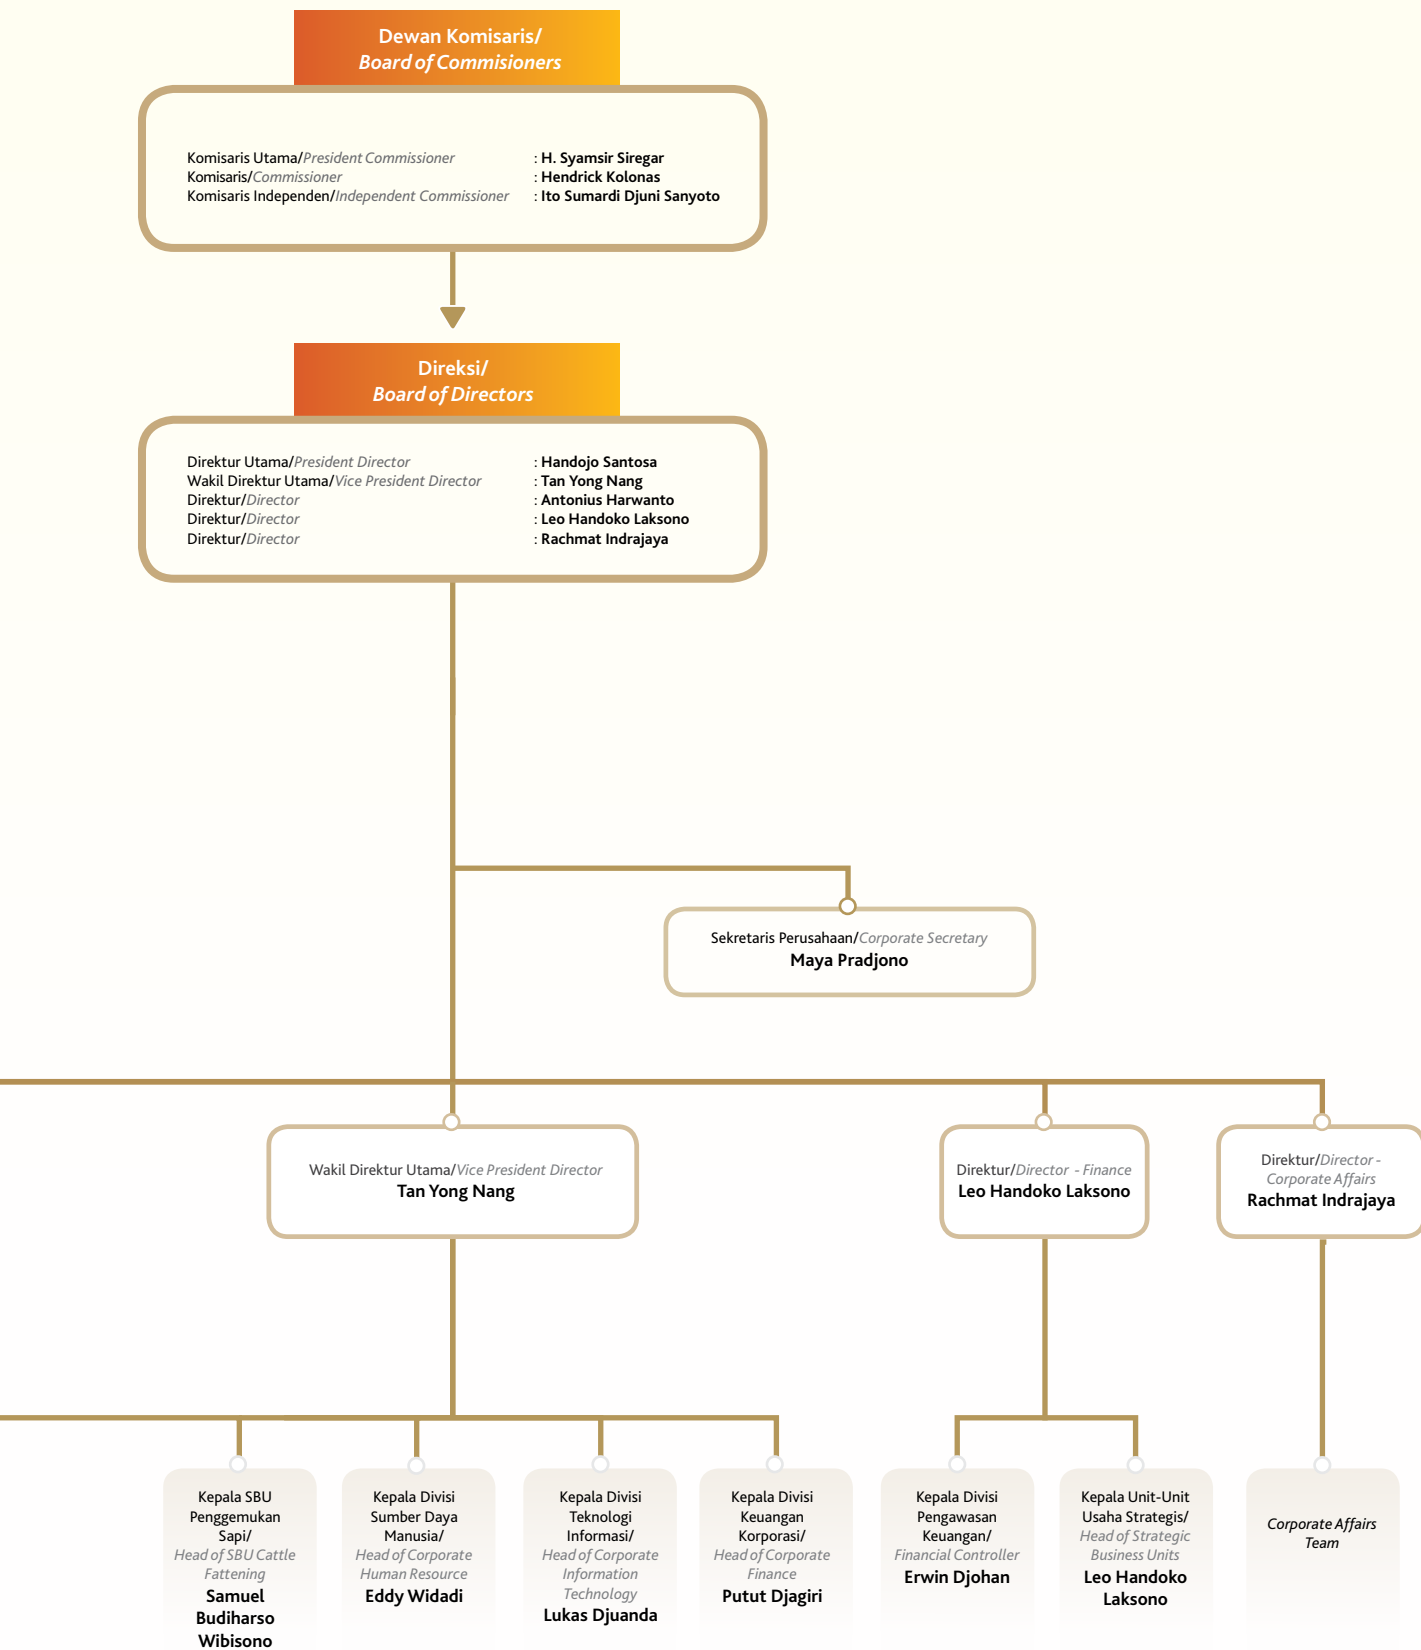 Dewan Komisaris/
Board of Commisioners
Komisaris Utama/President Commissioner : H. Syamsir Siregar
Komisaris/Commissioner : Hendrick Kolonas
Komisaris Independen/Independent Commissioner : Ito Sumardi Djuni Sanyoto
Direksi/
Board of Directors
Direktur Utama/President Director : Handojo Santosa
Wakil Direktur Utama/Vice President Director : Tan Yong Nang
Direktur/Director : Antonius Harwanto
Direktur/Director : Leo Handoko Laksono
Direktur/Director : Rachmat Indrajaya
Sekretaris Perusahaan/Corporate Secretary
Maya Pradjono
Wakil Direktur Utama/Vice President Director
Tan Yong Nang
Direktur/Director - Finance
Leo Handoko Laksono
Direktur/Director -
Corporate Affairs
Rachmat Indrajaya
Kepala SBU
Penggemukan
Sapi/
Head of SBU Cattle
Fattening
Samuel
Budiharso
Wibisono
Kepala Divisi
Sumber Daya
Manusia/
Head of Corporate
Human Resource
Eddy Widadi
Kepala Divisi
Teknologi
Informasi/
Head of Corporate
Information
Technology
Lukas Djuanda
Kepala Divisi
Keuangan
Korporasi/
Head of Corporate
Finance
Putut Djagiri
Kepala Divisi
Pengawasan
Keuangan/
Financial Controller
Erwin Djohan
Kepala Unit-Unit
Usaha Strategis/
Head of Strategic
Business Units
Leo Handoko
Laksono
Corporate Affairs
Team